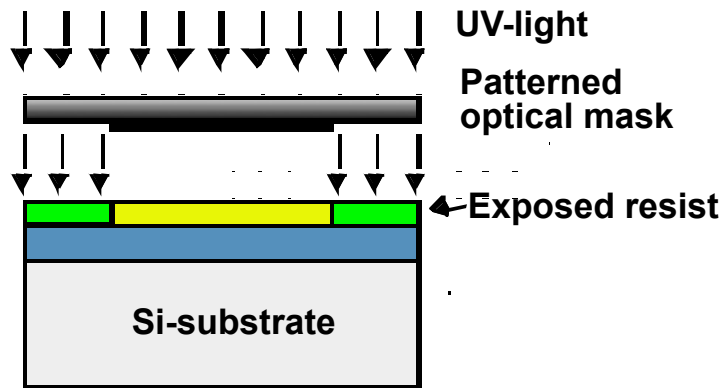 UV-light
Patterned
optical mask
Exposed resist
Si-substrate